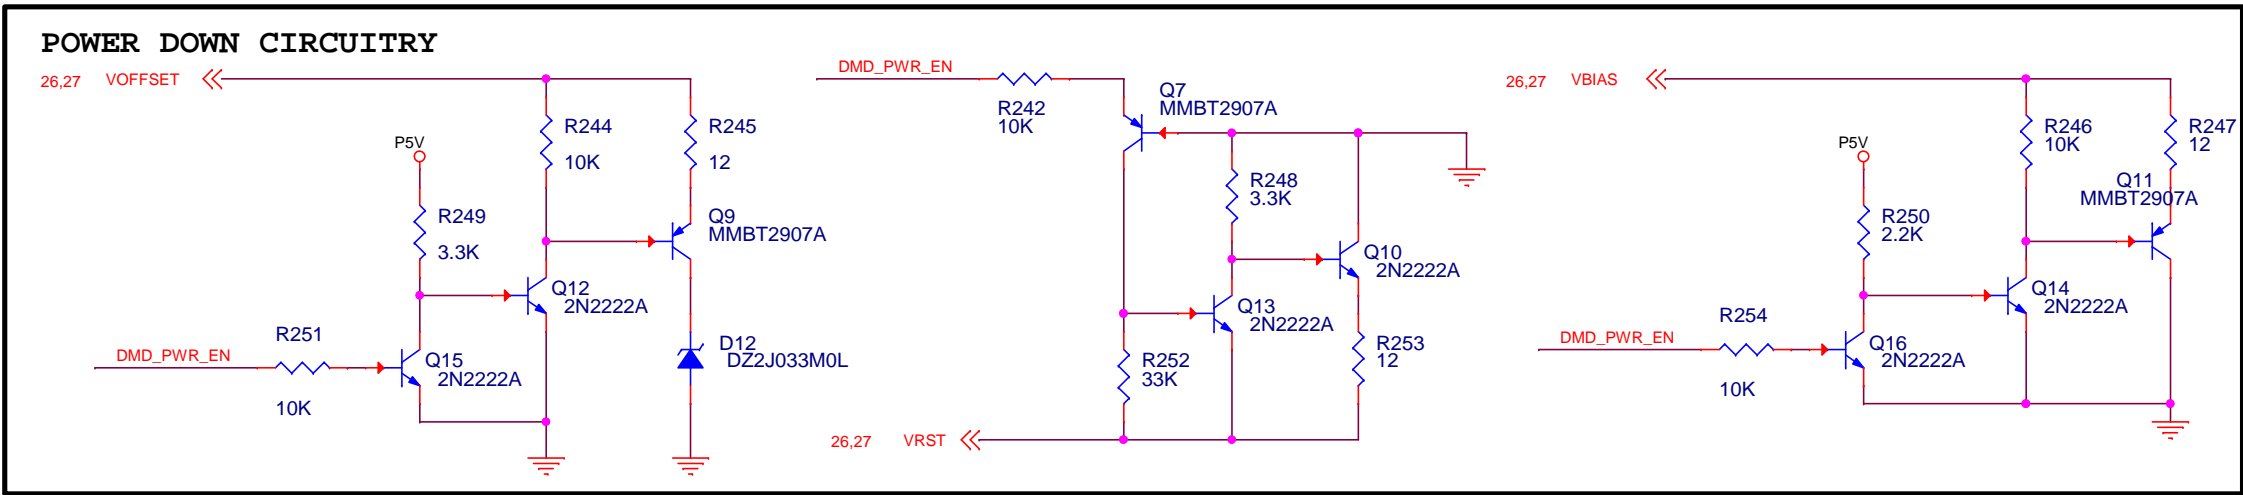 POWER DOWN CIRCUITRY
26,27 VOFFSET
R244
10K
R245
12
P5V
R249
3.3K
Q9
MMBT2907A
Q12
2N2222A
R251
10K
DMD_PWR_EN
Q15
2N2222A
D12
DZ2J033M0L
DMD_PWR_EN
R242
10K
Q7
MMBT2907A
R248
3.3K
Q10
2N2222A
Q13
2N2222A
R252
33K
R253
12
26,27 VRST
26,27 VBIAS
R246
10K
R247
12
P5V
Q11
MMBT2907A
R250
2.2K
Q14
2N2222A
R254
10K
DMD_PWR_EN
Q16
2N2222A